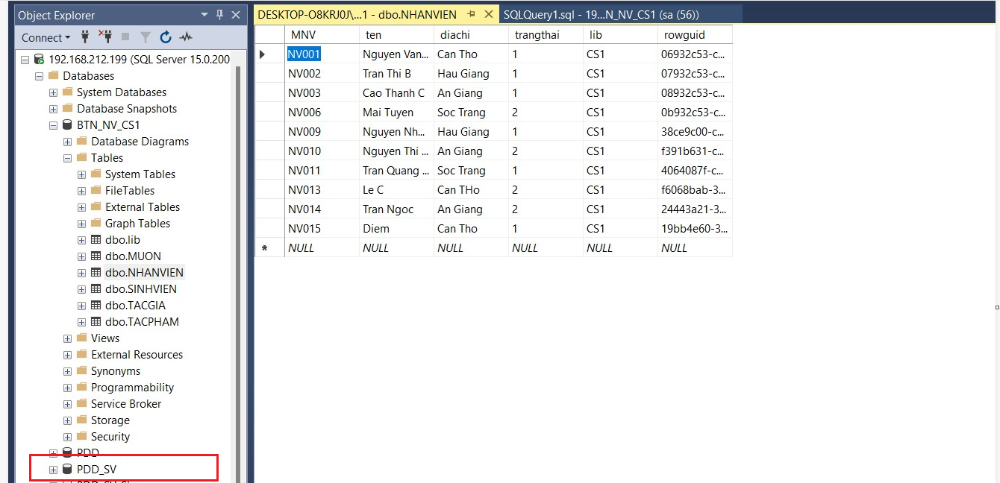 Object Explorer
Connect
192.168.212.199 (SQL Server 15.0.200
Databases
System Databases
Database Snapshots
BTN_NV_CS1
Database Diagrams
Tables
System Tables
FileTables
External Tables
Graph Tables
dbo.lib
dbo.MUON
dbo.NHANVIEN
dbo.SINHVIEN
dbo.TACGIA
dbo.TACPHAM
Views
External Resources
Synonyms
Programmability
Service Broker
Storage
Security
PDD
PDD_SV
DESKTOP-O8KRJ0J\...1 - dbo.NHANVIEN
SQLQuery1.sql - 19...N_NV_CS1 (sa (56))
MNV ten diachi trangthai lib rowguid
NV001 Nguyen Van... Can Tho 1 CS1 06932c53-c...
NV002 Tran Thi B Hau Giang 1 CS1 07932c53-c...
NV003 Cao Thanh C An Giang 1 CS1 08932c53-c...
NV006 Mai Tuyen Soc Trang 2 CS1 0b932c53-c...
NV009 Nguyen Nh... Hau Giang 1 CS1 38ce9c00-c...
NV010 Nguyen Thi ... An Giang 2 CS1 f391b631-c...
NV011 Tran Quang ... Soc Trang 1 CS1 4064087f-c...
NV013 Le C Can THo 2 CS1 f6068bab-3...
NV014 Tran Ngoc An Giang 2 CS1 24443a21-3...
NV015 Diem Can Tho 1 CS1 19bb4e60-3...
* NULL NULL NULL NULL NULL NULL